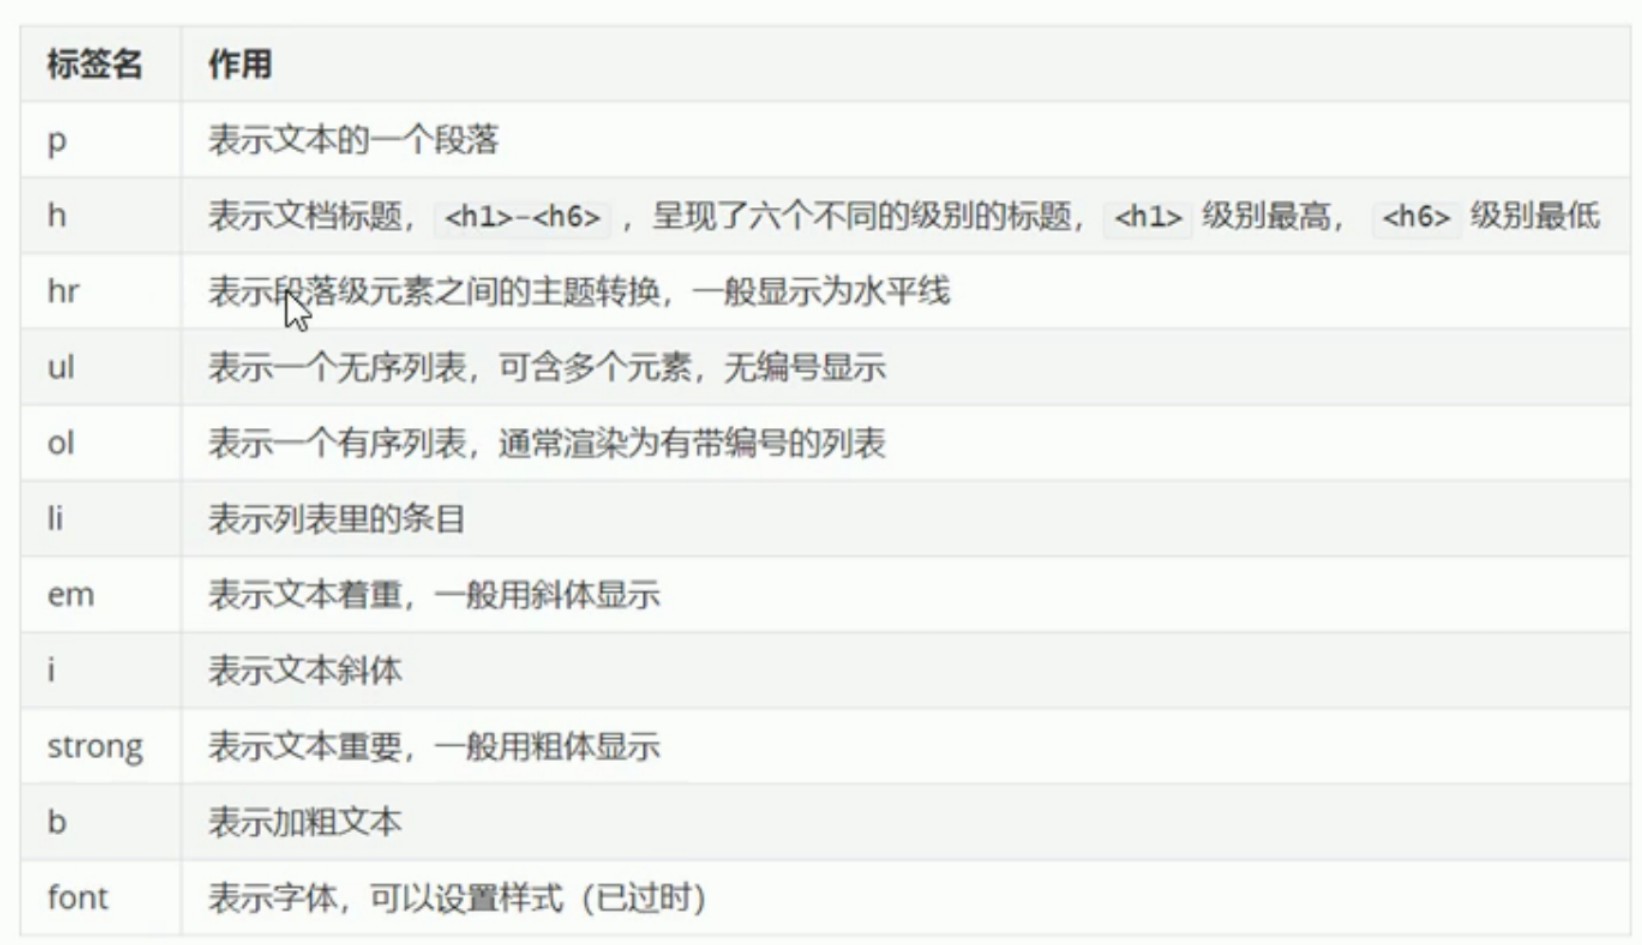 标签名 作用
p 表示文本的一个段落
h 表示文档标题，<h1>-<h6>，呈现了六个不同的级别的标题，<h1> 级别最高，<h6> 级别最低
hr 表示段落级元素之间的主题转换，一般显示为水平线
ul 表示一个无序列表，可含多个元素，无编号显示
ol 表示一个有序列表，通常渲染为有带编号的列表
li 表示列表里的条目
em 表示文本着重，一般用斜体显示
i 表示文本斜体
strong 表示文本重要，一般用粗体显示
b 表示加粗文本
font 表示字体，可以设置样式（已过时）